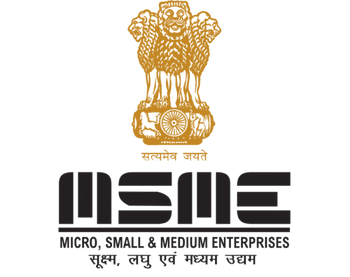 सत्यमेव जयते
MSME
MICRO, SMALL & MEDIUM ENTERPRISES
सूक्ष्म, लघु एवं मध्यम उद्यम